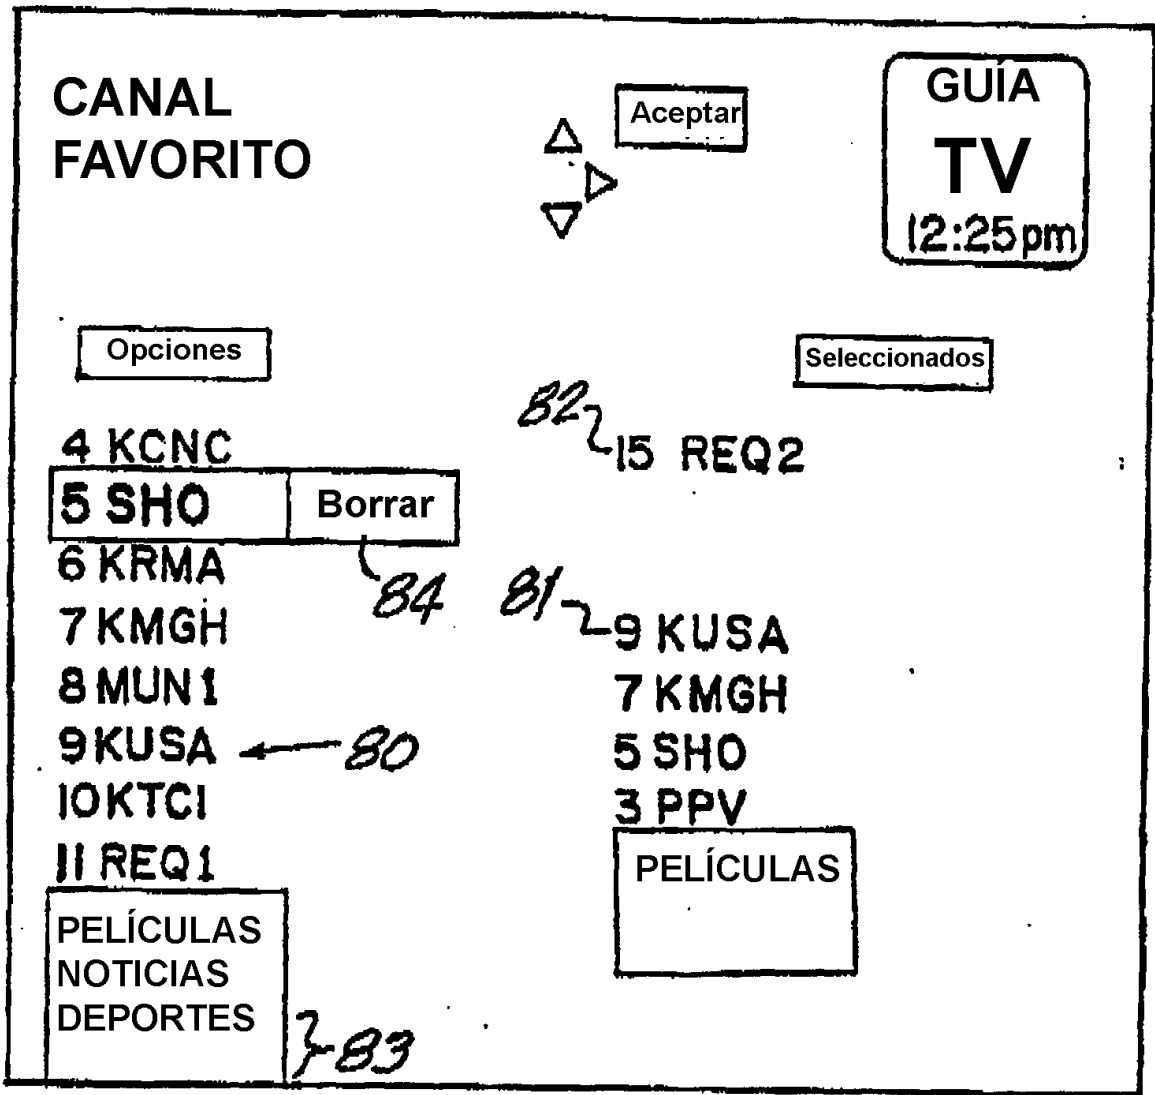 CANAL
FAVORITO
Aceptar
GUÍA
TV
12:25pm
Opciones
Seleccionados
4 KCNC
5 SHO Borrar
6 KRMA
7 KMGH
8 MUN1
9 KUSA
10 KTCI
11 REQ1
PELÍCULAS
NOTICIAS
DEPORTES
84
80
83
82
15 REQ2
81
9 KUSA
7 KMGH
5 SHO
3 PPV
PELÍCULAS